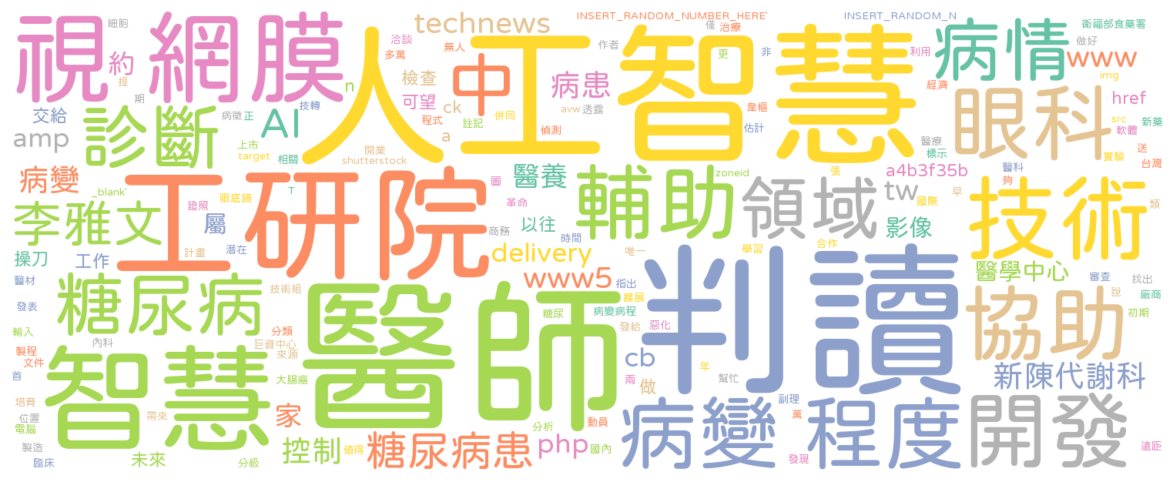 視網膜
人工智慧
細胞
technews
INSERT_RANDOM_NUMBER_HERE'
INSERT_RANDOM_N
衛福部食藥署
洽談
作者
僅
治療
做好
病情
www
約
提
期
多萬
無人
中
病患
更
非
利用
經濟
img
檢查
可望
ck
a
n
技轉
程式
註記
併同
偵測
avw
透露
韋樞
估計
眼科
href
src
新藥
軟體
交給
amp
診斷
病徵
正
AI
上市
target
相關
開業
shutterstock
醫療
標示
實驗
送
台灣
病變
_blank
證照
眼底鏡
T
工研院
圖
革命
醫養
輔助
zoneid
張
領域
a4b3f35b
tw
國際
醫科
夠
早
技術
類
李雅文
屬
潛在
計畫
商務
以往
時間
唯一
學習
合作
影像
操刀
工作
delivery
www5
指出
擴展
判讀
醫學中心
審查
找出
廠商
說
初期
醫材
發表
糖尿病
技術組
醫師
糖尿
病變病程
發給
惡化
協助
輸入
內科
分類
巨資中心
來源
製程
文件
首
智慧
大腸癌
cb
兩
做
年
幫忙
新陳代謝科
培育
位置
電腦
帶來
家
動員
副理
萬
病變
程度
開發
製造
臨床
未來
分級
控制
值得
糖尿病患
分析
php
國內
發現
遠距